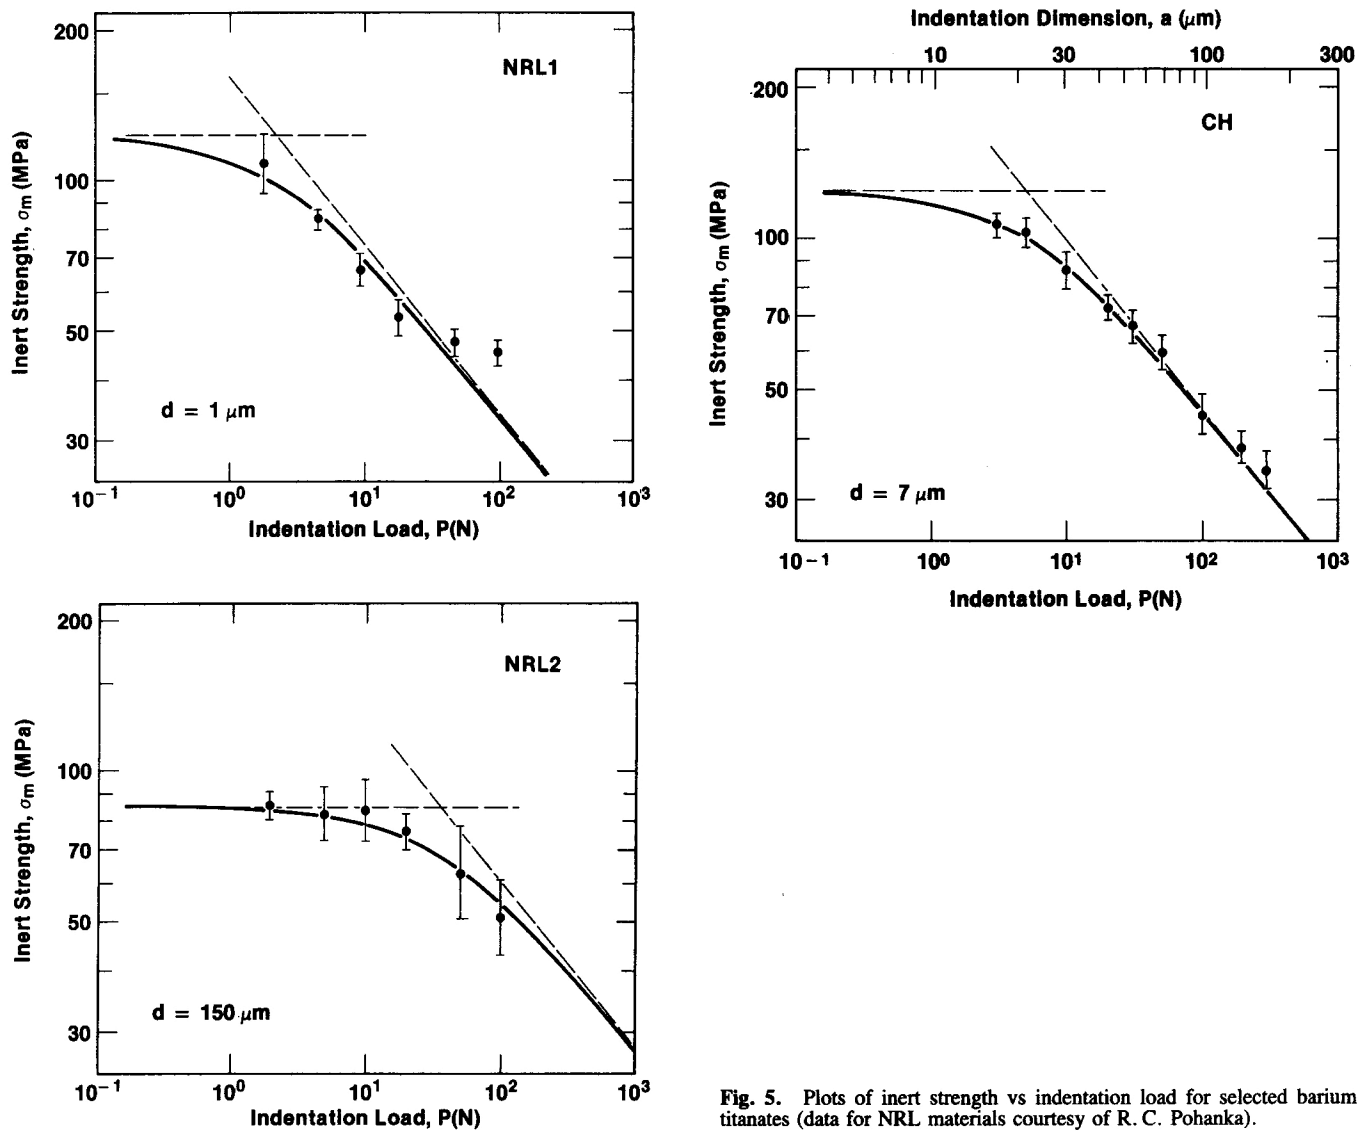 200
100
70
50
30
Inert Strength, σm (MPa)
NRL1
d = 1 μm
10−1 100 101 102 103
Indentation Load, P(N)
Indentation Dimension, a (μm)
10 30 100 300
200
100
70
50
30
Inert Strength, σm (MPa)
CH
d = 7 μm
10−1 100 101 102 103
Indentation Load, P(N)
200
100
70
50
30
Inert Strength, σm (MPa)
NRL2
d = 150 μm
10−1 100 101 102 103
Indentation Load, P(N)
Fig. 5. Plots of inert strength vs indentation load for selected barium
titanates (data for NRL materials courtesy of R. C. Pohanka).